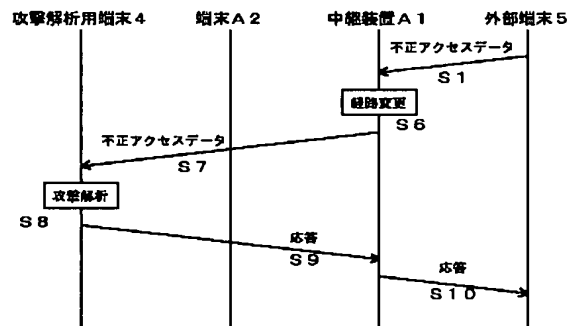 攻撃解析用端末4 端末A2 中継装置A1 外部端末5
不正アクセスデータ
S1
経路変更
S6
不正アクセスデータ
S7
攻撃解析
S8
応答
S9
応答
S10